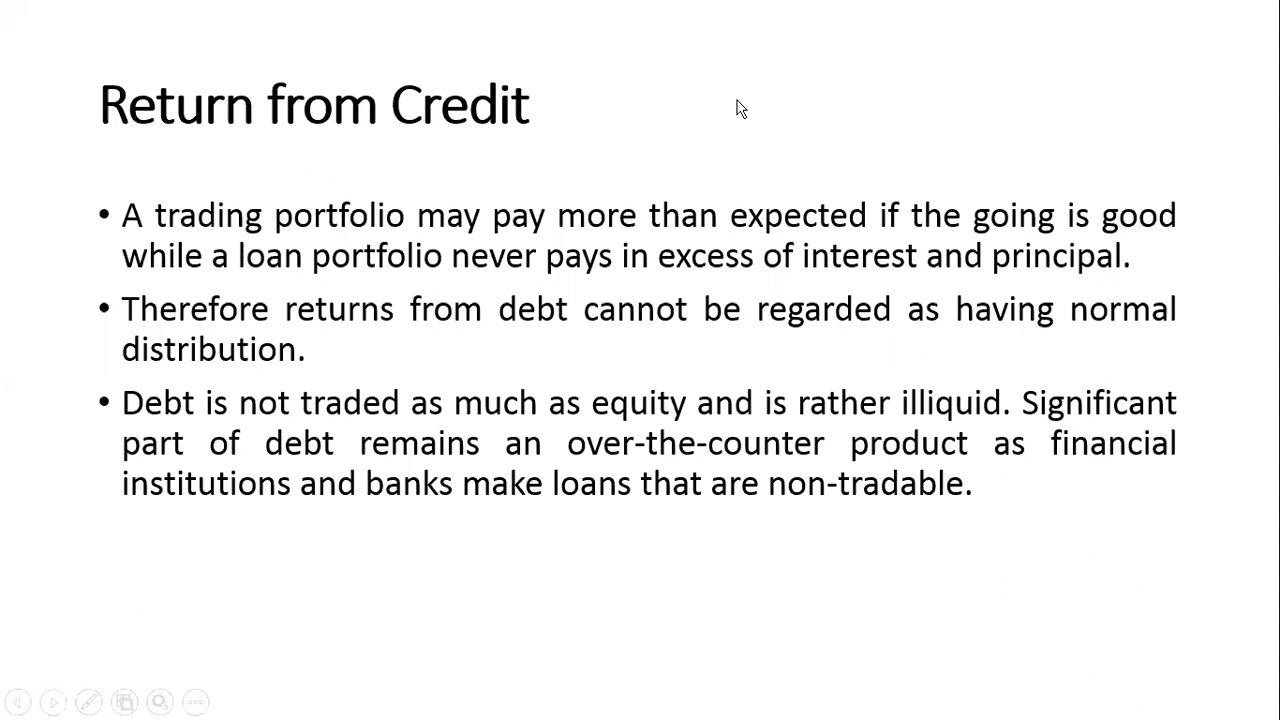 Return from Credit
• A trading portfolio may pay more than expected if the going is good
while a loan portfolio never pays in excess of interest and principal.
• Therefore returns from debt cannot be regarded as having normal
distribution.
• Debt is not traded as much as equity and is rather illiquid. Significant
part of debt remains an over-the-counter product as financial
institutions and banks make loans that are non-tradable.